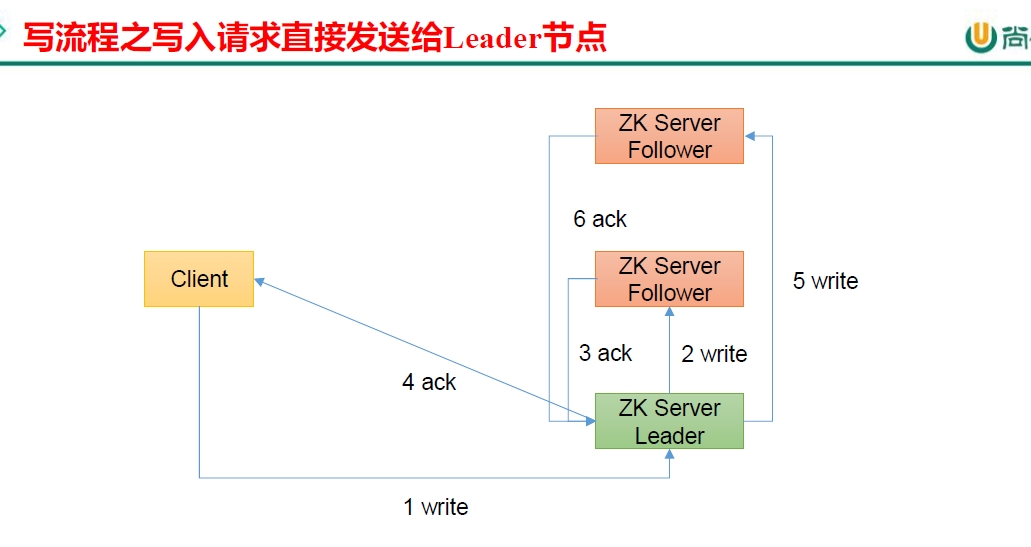 写流程之写入请求直接发送给Leader节点
尚
ZK Server
Follower
6 ack
ZK Server
Follower
Client
5 write
3 ack
2 write
4 ack
ZK Server
Leader
1 write